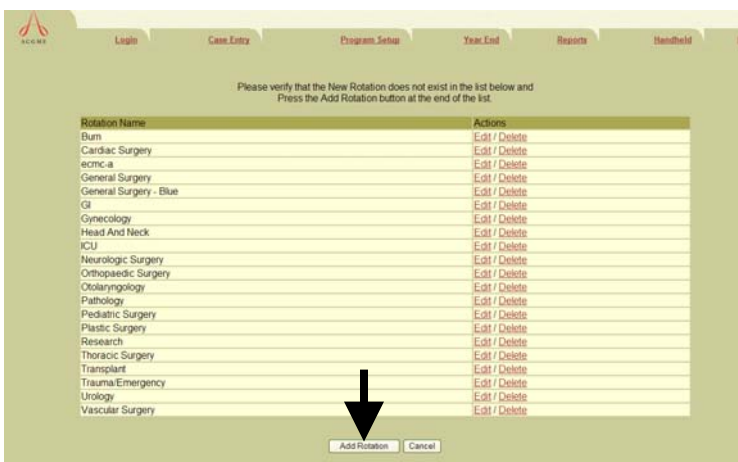 ACGME
Login Case Entry Program Setup Year End Reports Handheld
Please verify that the New Rotation does not exist in the list below and
Press the Add Rotation button at the end of the list.
Rotation Name Actions
Burn Edit / Delete
Cardiac Surgery Edit / Delete
ecmc-a Edit / Delete
General Surgery Edit / Delete
General Surgery - Blue Edit / Delete
GI Edit / Delete
Gynecology Edit / Delete
Head And Neck Edit / Delete
ICU Edit / Delete
Neurologic Surgery Edit / Delete
Orthopaedic Surgery Edit / Delete
Otolaryngology Edit / Delete
Pathology Edit / Delete
Pediatric Surgery Edit / Delete
Plastic Surgery Edit / Delete
Research Edit / Delete
Thoracic Surgery Edit / Delete
Transplant Edit / Delete
Trauma/Emergency Edit / Delete
Urology Edit / Delete
Vascular Surgery Edit / Delete
Add Rotation Cancel